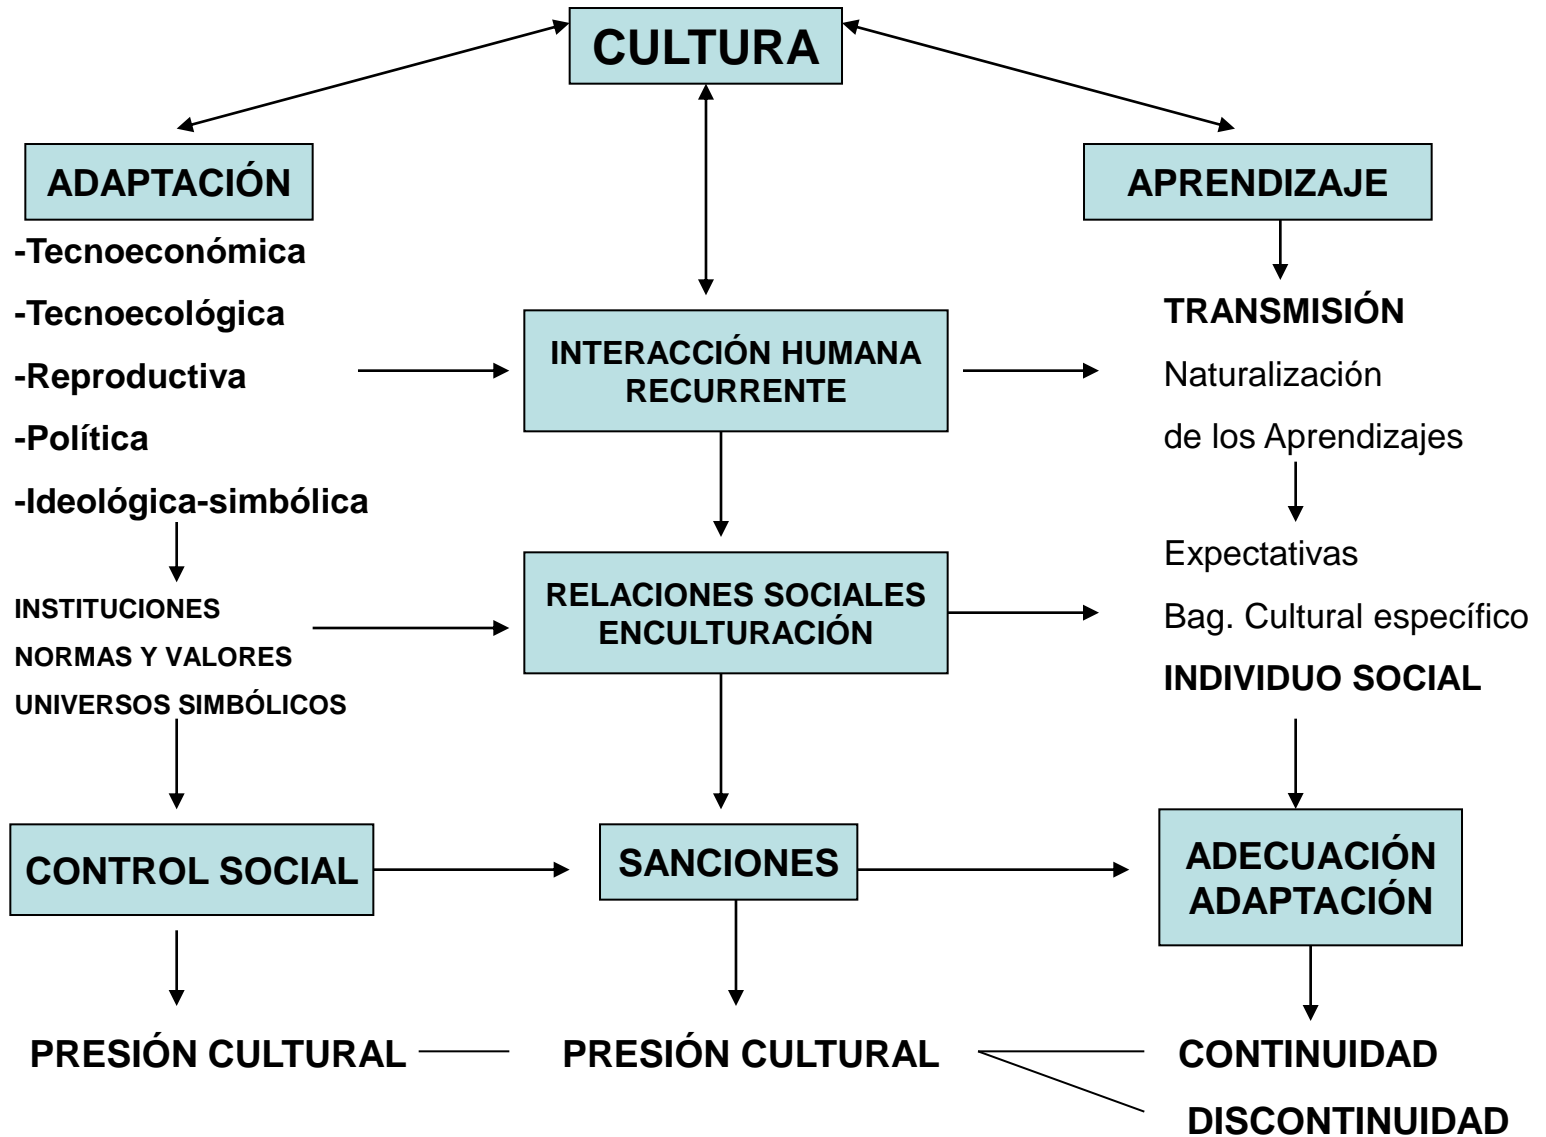 CULTURA
ADAPTACIÓN
-Tecnoeconómica
-Tecnoecológica
-Reproductiva
-Política
-Ideológica-simbólica
INSTITUCIONES
NORMAS Y VALORES
UNIVERSOS SIMBÓLICOS
CONTROL SOCIAL
PRESIÓN CULTURAL
INTERACCIÓN HUMANA
RECURRENTE
RELACIONES SOCIALES
ENCULTURACIÓN
SANCIONES
PRESIÓN CULTURAL
APRENDIZAJE
TRANSMISIÓN
Naturalización
de los Aprendizajes
Expectativas
Bag. Cultural específico
INDIVIDUO SOCIAL
ADECUACIÓN
ADAPTACIÓN
CONTINUIDAD
DISCONTINUIDAD